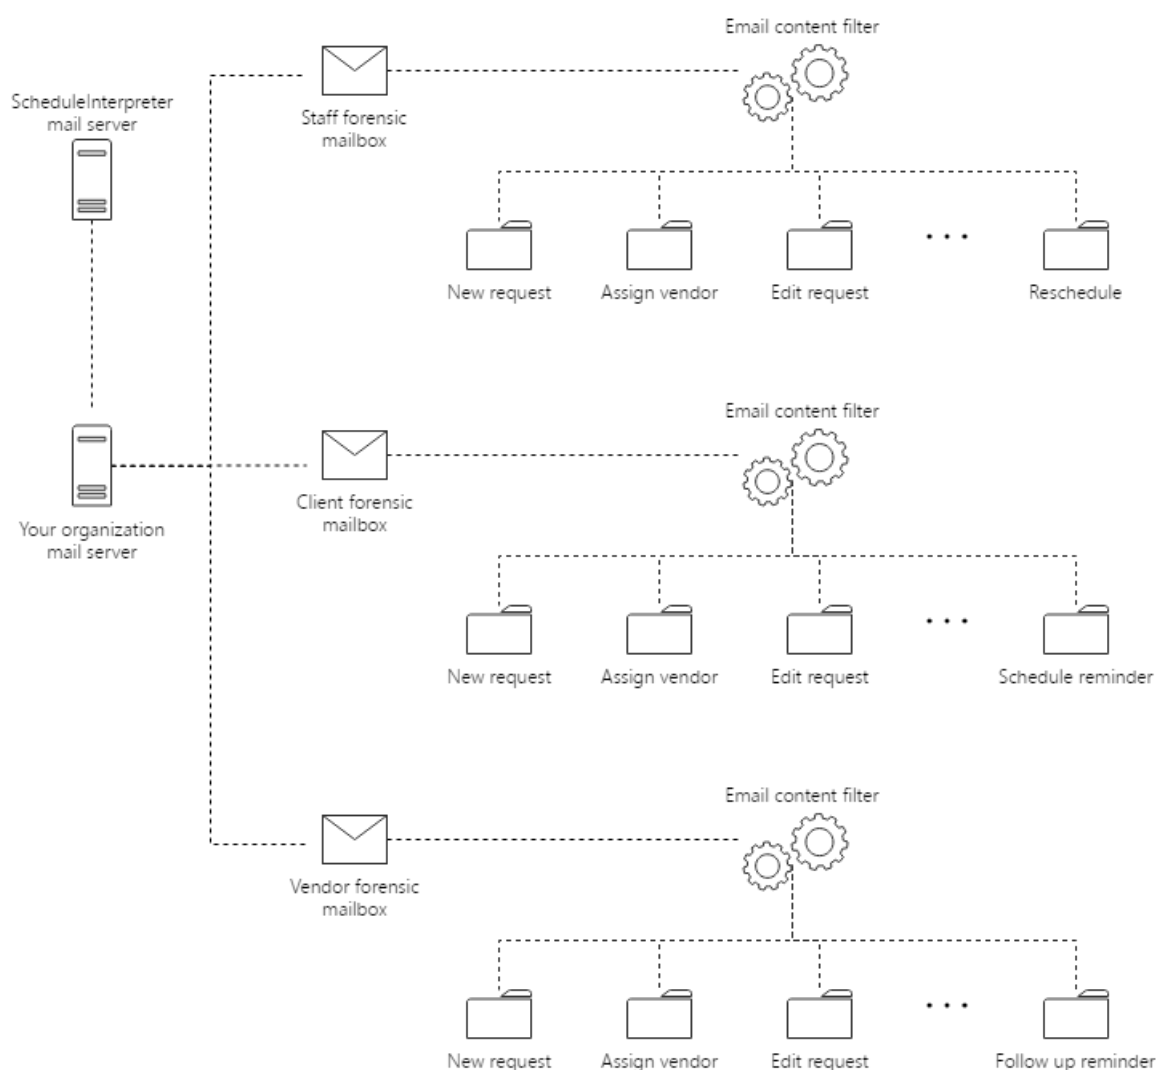 Email content filter
ScheduleInterpreter
mail server
Staff forensic
mailbox
New request
Assign vendor
Edit request
Reschedule
Email content filter
Your organization
mail server
Client forensic
mailbox
New request
Assign vendor
Edit request
Schedule reminder
Email content filter
Vendor forensic
mailbox
New request
Assign vendor
Edit request
Follow up reminder